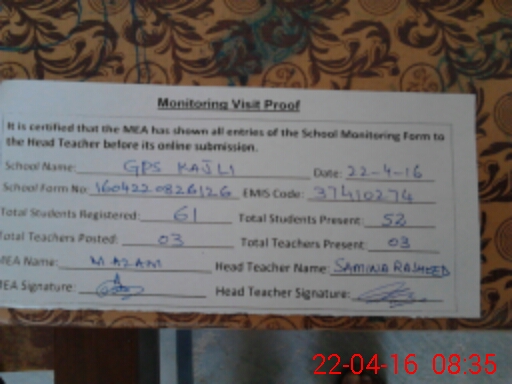 Monitoring Visit Proof
It is certified that the MEA has shown all entries of the School Monitoring Form to
the Head Teacher before its online submission.
School Name: GPS KAJLI Date: 22-4-16
School Form No: 1604220826126 EMIS Code: 37410274
Total Students Registered: 61 Total Students Present: 52
Total Teachers Posted: 03 Total Teachers Present: 03
MEA Name: M AZAM Head Teacher Name: SAMINA RASHEED
MEA Signature: Head Teacher Signature:
22-04-16 08:35